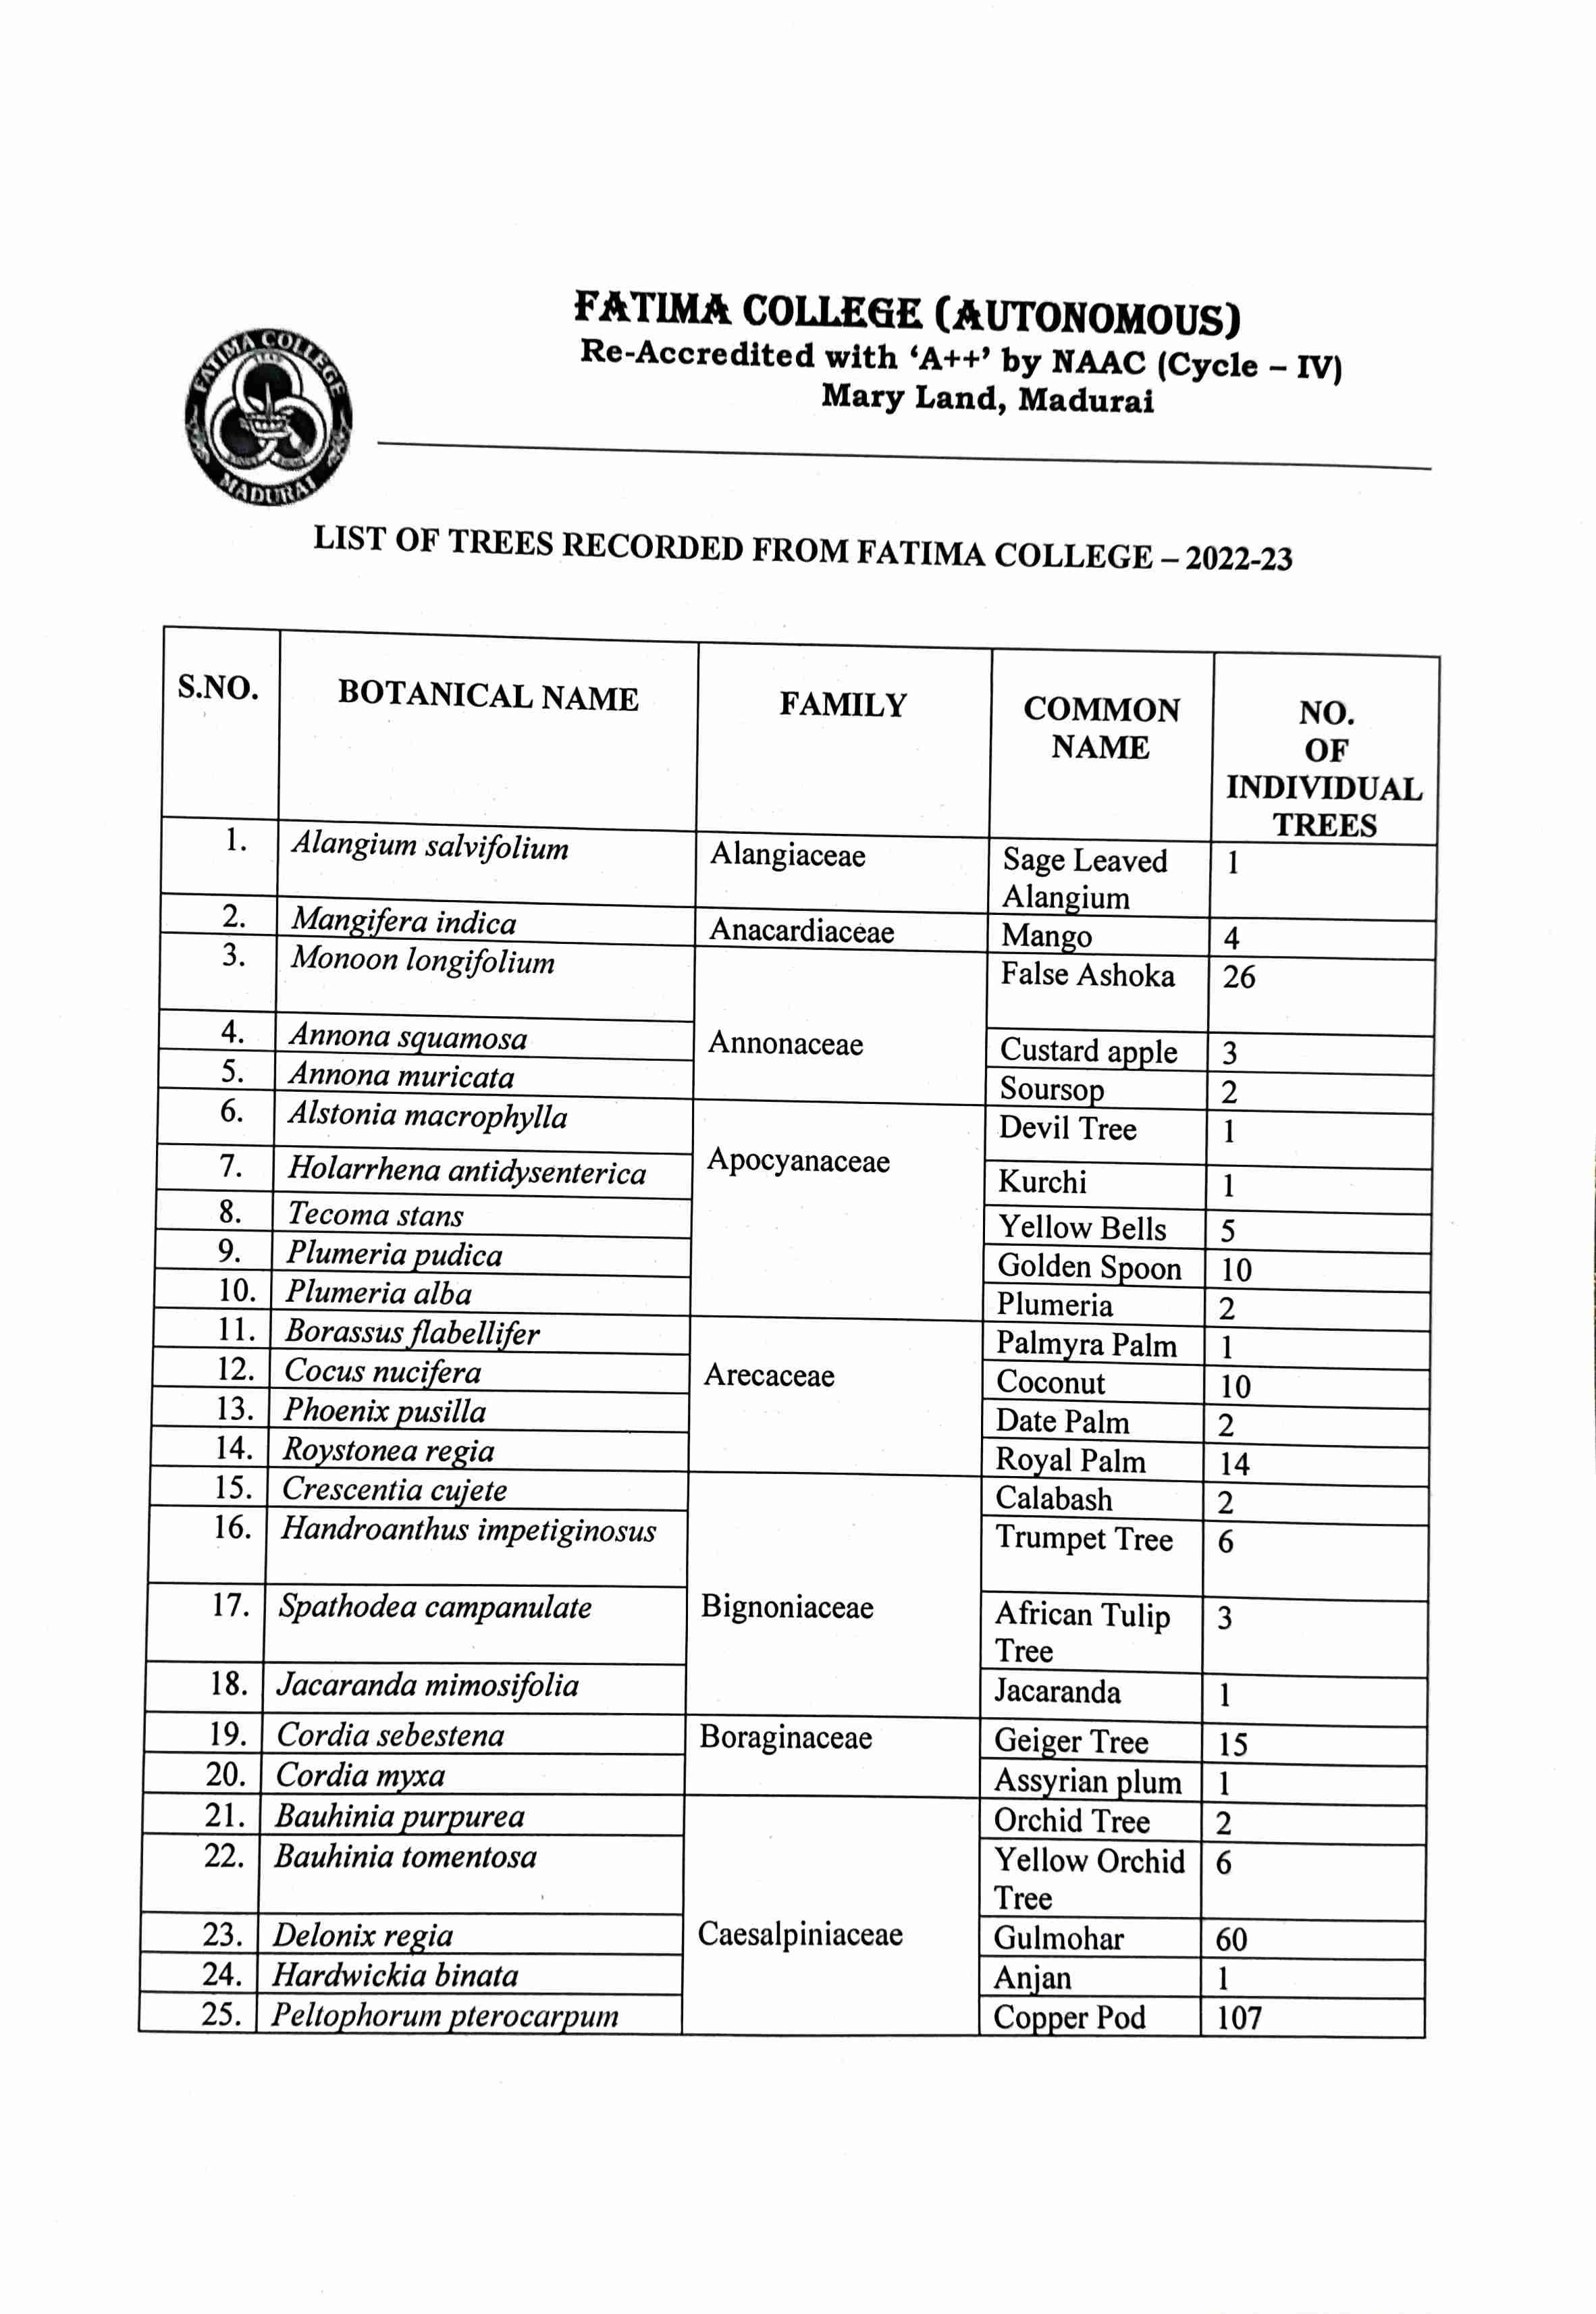 FATIMA COLLEGE
MADURAI
FATIMA COLLEGE (AUTONOMOUS)
Re-Accredited with ‘A++’ by NAAC (Cycle – IV)
Mary Land, Madurai
LIST OF TREES RECORDED FROM FATIMA COLLEGE – 2022-23
S.NO. BOTANICAL NAME FAMILY COMMON NAME NO. OF INDIVIDUAL TREES
1. Alangium salvifolium Alangiaceae Sage Leaved Alangium 1
2. Mangifera indica Anacardiaceae Mango 4
3. Monoon longifolium False Ashoka 26
4. Annona squamosa Annonaceae Custard apple 3
5. Annona muricata Soursop 2
6. Alstonia macrophylla Devil Tree 1
7. Holarrhena antidysenterica Apocyanaceae Kurchi 1
8. Tecoma stans Yellow Bells 5
9. Plumeria pudica Golden Spoon 10
10. Plumeria alba Plumeria 2
11. Borassus flabellifer Palmyra Palm 1
12. Cocus nucifera Arecaceae Coconut 10
13. Phoenix pusilla Date Palm 2
14. Roystonea regia Royal Palm 14
15. Crescentia cujete Calabash 2
16. Handroanthus impetiginosus Trumpet Tree 6
17. Spathodea campanulate Bignoniaceae African Tulip Tree 3
18. Jacaranda mimosifolia Jacaranda 1
19. Cordia sebestena Boraginaceae Geiger Tree 15
20. Cordia myxa Assyrian plum 1
21. Bauhinia purpurea Orchid Tree 2
22. Bauhinia tomentosa Yellow Orchid Tree 6
23. Delonix regia Caesalpiniaceae Gulmohar 60
24. Hardwickia binata Anjan 1
25. Peltophorum pterocarpum Copper Pod 107